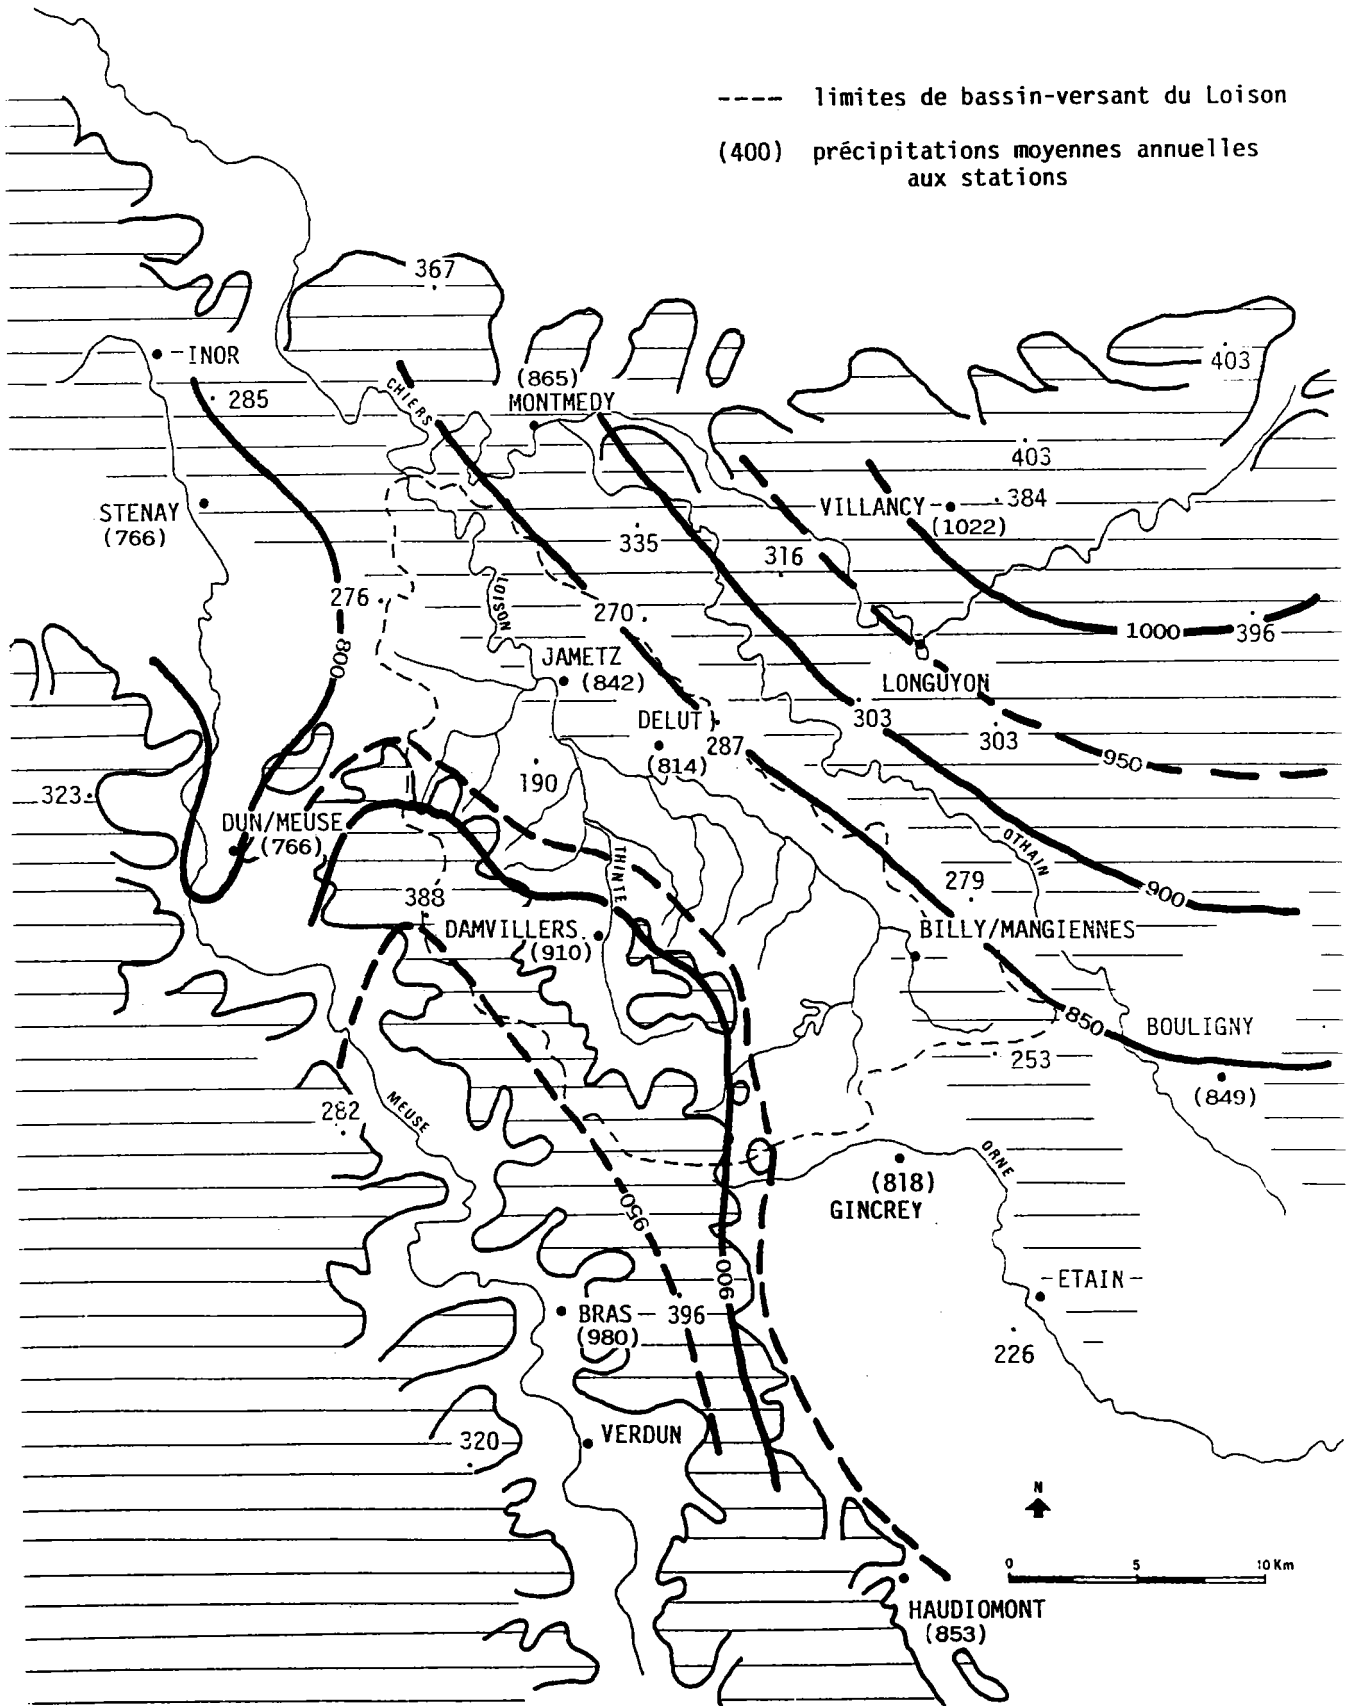 limites de bassin-versant du Loison
(400) précipitations moyennes annuelles
aux stations
367
403
INOR
(865)
CHIERS
285
MONTMEDY
403
384
VILLANCY
STENAY
(1022)
(766)
335
316
LOISON
276
270
1000
396
800
JAMETZ
(842)
LONGUYON
DELUT
303
287
303
(814)
950
190
323
DUN/MEUSE
(766)
OTHAIN
THINTE
279
900
388
DAMVILLERS
BILLY/MANGIENNES
(910)
850
BOULIGNY
253
(849)
282
MEUSE
ORNE
(818)
950
GINCREY
900
ETAIN
BRAS
396
(980)
226
VERDUN
320
N
0 5 10 Km
HAUDIOMONT
(853)